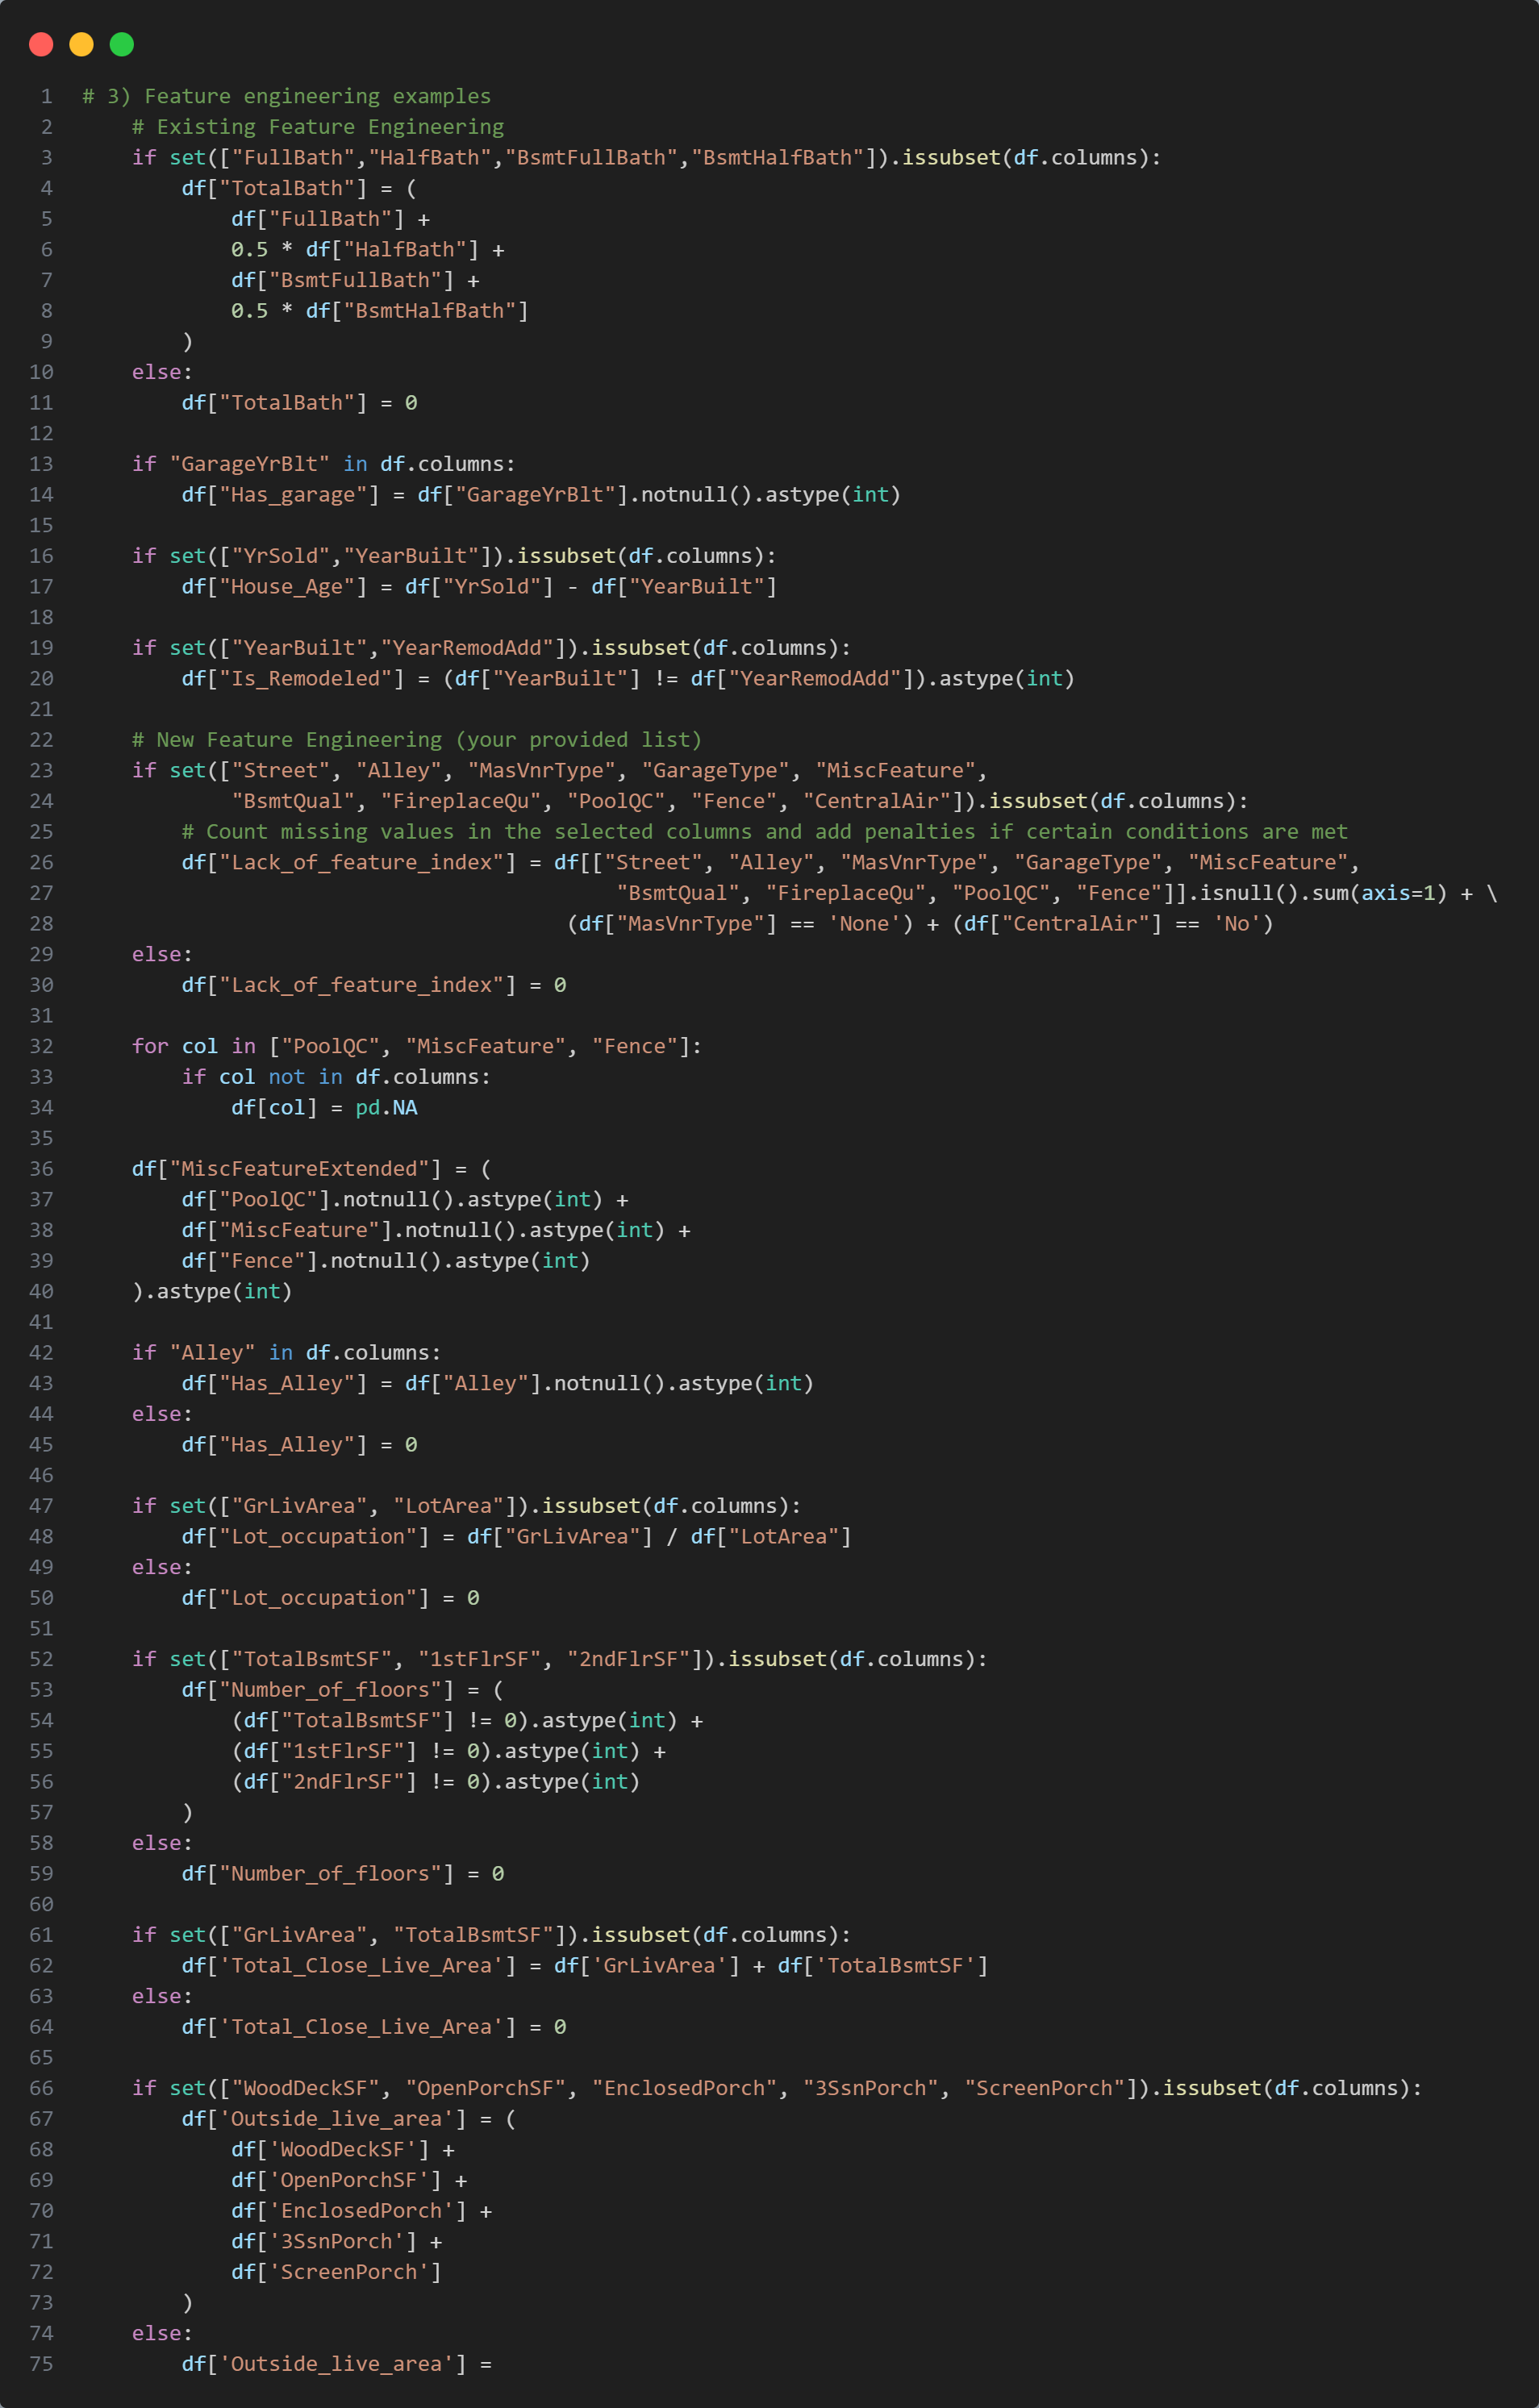 1 # 3) Feature engineering examples
2     # Existing Feature Engineering
3     if set(["FullBath","HalfBath","BsmtFullBath","BsmtHalfBath"]).issubset(df.columns):
4         df["TotalBath"] = (
5             df["FullBath"] +
6             0.5 * df["HalfBath"] +
7             df["BsmtFullBath"] +
8             0.5 * df["BsmtHalfBath"]
9         )
10     else:
11         df["TotalBath"] = 0
12
13     if "GarageYrBlt" in df.columns:
14         df["Has_garage"] = df["GarageYrBlt"].notnull().astype(int)
15
16     if set(["YrSold","YearBuilt"]).issubset(df.columns):
17         df["House_Age"] = df["YrSold"] - df["YearBuilt"]
18
19     if set(["YearBuilt","YearRemodAdd"]).issubset(df.columns):
20         df["Is_Remodeled"] = (df["YearBuilt"] != df["YearRemodAdd"]).astype(int)
21
22     # New Feature Engineering (your provided list)
23     if set(["Street", "Alley", "MasVnrType", "GarageType", "MiscFeature",
24             "BsmtQual", "FireplaceQu", "PoolQC", "Fence", "CentralAir"]).issubset(df.columns):
25         # Count missing values in the selected columns and add penalties if certain conditions are met
26         df["Lack_of_feature_index"] = df[["Street", "Alley", "MasVnrType", "GarageType", "MiscFeature",
27                                            "BsmtQual", "FireplaceQu", "PoolQC", "Fence"]].isnull().sum(axis=1) + \
28                                        (df["MasVnrType"] == 'None') + (df["CentralAir"] == 'No')
29     else:
30         df["Lack_of_feature_index"] = 0
31
32     for col in ["PoolQC", "MiscFeature", "Fence"]:
33         if col not in df.columns:
34             df[col] = pd.NA
35
36     df["MiscFeatureExtended"] = (
37         df["PoolQC"].notnull().astype(int) +
38         df["MiscFeature"].notnull().astype(int) +
39         df["Fence"].notnull().astype(int)
40     ).astype(int)
41
42     if "Alley" in df.columns:
43         df["Has_Alley"] = df["Alley"].notnull().astype(int)
44     else:
45         df["Has_Alley"] = 0
46
47     if set(["GrLivArea", "LotArea"]).issubset(df.columns):
48         df["Lot_occupation"] = df["GrLivArea"] / df["LotArea"]
49     else:
50         df["Lot_occupation"] = 0
51
52     if set(["TotalBsmtSF", "1stFlrSF", "2ndFlrSF"]).issubset(df.columns):
53         df["Number_of_floors"] = (
54             (df["TotalBsmtSF"] != 0).astype(int) +
55             (df["1stFlrSF"] != 0).astype(int) +
56             (df["2ndFlrSF"] != 0).astype(int)
57         )
58     else:
59         df["Number_of_floors"] = 0
60
61     if set(["GrLivArea", "TotalBsmtSF"]).issubset(df.columns):
62         df['Total_Close_Live_Area'] = df['GrLivArea'] + df['TotalBsmtSF']
63     else:
64         df['Total_Close_Live_Area'] = 0
65
66     if set(["WoodDeckSF", "OpenPorchSF", "EnclosedPorch", "3SsnPorch", "ScreenPorch"]).issubset(df.columns):
67         df['Outside_live_area'] = (
68             df['WoodDeckSF'] +
69             df['OpenPorchSF'] +
70             df['EnclosedPorch'] +
71             df['3SsnPorch'] +
72             df['ScreenPorch']
73         )
74     else:
75         df['Outside_live_area'] =